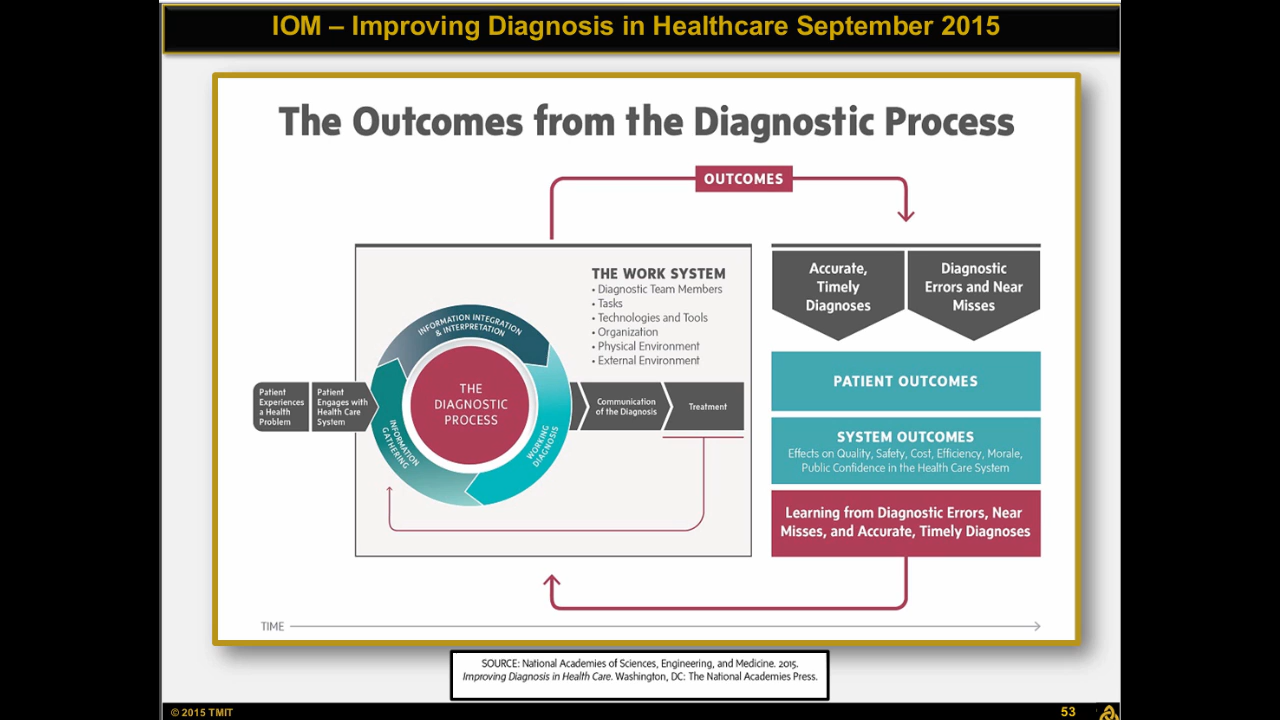 IOM – Improving Diagnosis in Healthcare September 2015
The Outcomes from the Diagnostic Process
OUTCOMES
THE WORK SYSTEM
• Diagnostic Team Members
• Tasks
• Technologies and Tools
• Organization
• Physical Environment
• External Environment
Patient
Experiences
a Health
Problem
Patient
Engages with
Health Care
System
INFORMATION INTEGRATION
& INTERPRETATION
INFORMATION
GATHERING
WORKING
DIAGNOSIS
THE
DIAGNOSTIC
PROCESS
Communication
of the Diagnosis
Treatment
Accurate,
Timely
Diagnoses
Diagnostic
Errors and Near
Misses
PATIENT OUTCOMES
SYSTEM OUTCOMES
Effects on Quality, Safety, Cost, Efficiency, Morale,
Public Confidence in the Health Care System
Learning from Diagnostic Errors, Near
Misses, and Accurate, Timely Diagnoses
TIME
SOURCE: National Academies of Sciences, Engineering, and Medicine. 2015.
Improving Diagnosis in Health Care. Washington, DC: The National Academies Press.
© 2015 TMIT
53